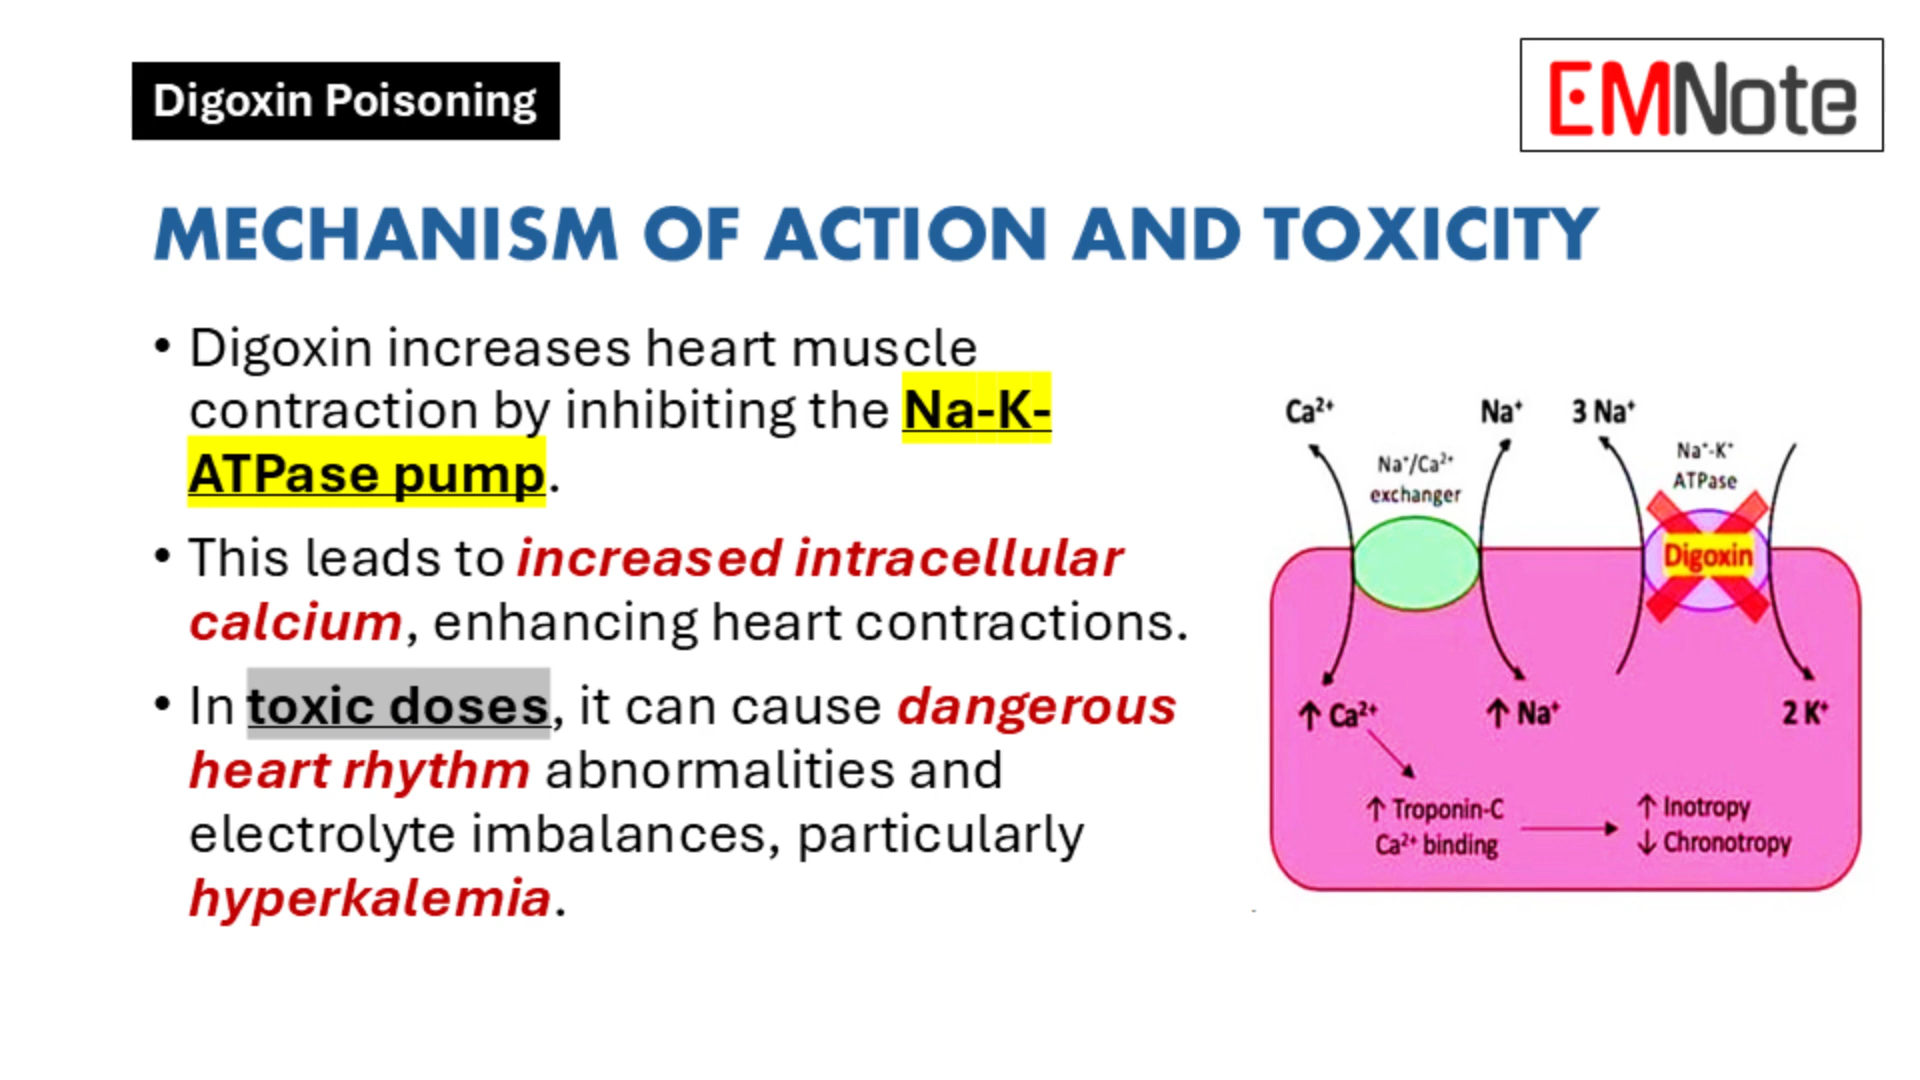 Digoxin Poisoning
EMNote
MECHANISM OF ACTION AND TOXICITY
• Digoxin increases heart muscle
contraction by inhibiting the Na-K-
ATPase pump.
• This leads to increased intracellular
calcium, enhancing heart contractions.
• In toxic doses, it can cause dangerous
heart rhythm abnormalities and
electrolyte imbalances, particularly
hyperkalemia.
Ca²⁺
Na⁺
3 Na⁺
Na⁺/Ca²⁺
exchanger
Na⁺-K⁺
ATPase
Digoxin
↑ Ca²⁺
↑ Na⁺
2 K⁺
↑ Troponin-C
Ca²⁺ binding
↑ Inotropy
↓ Chronotropy